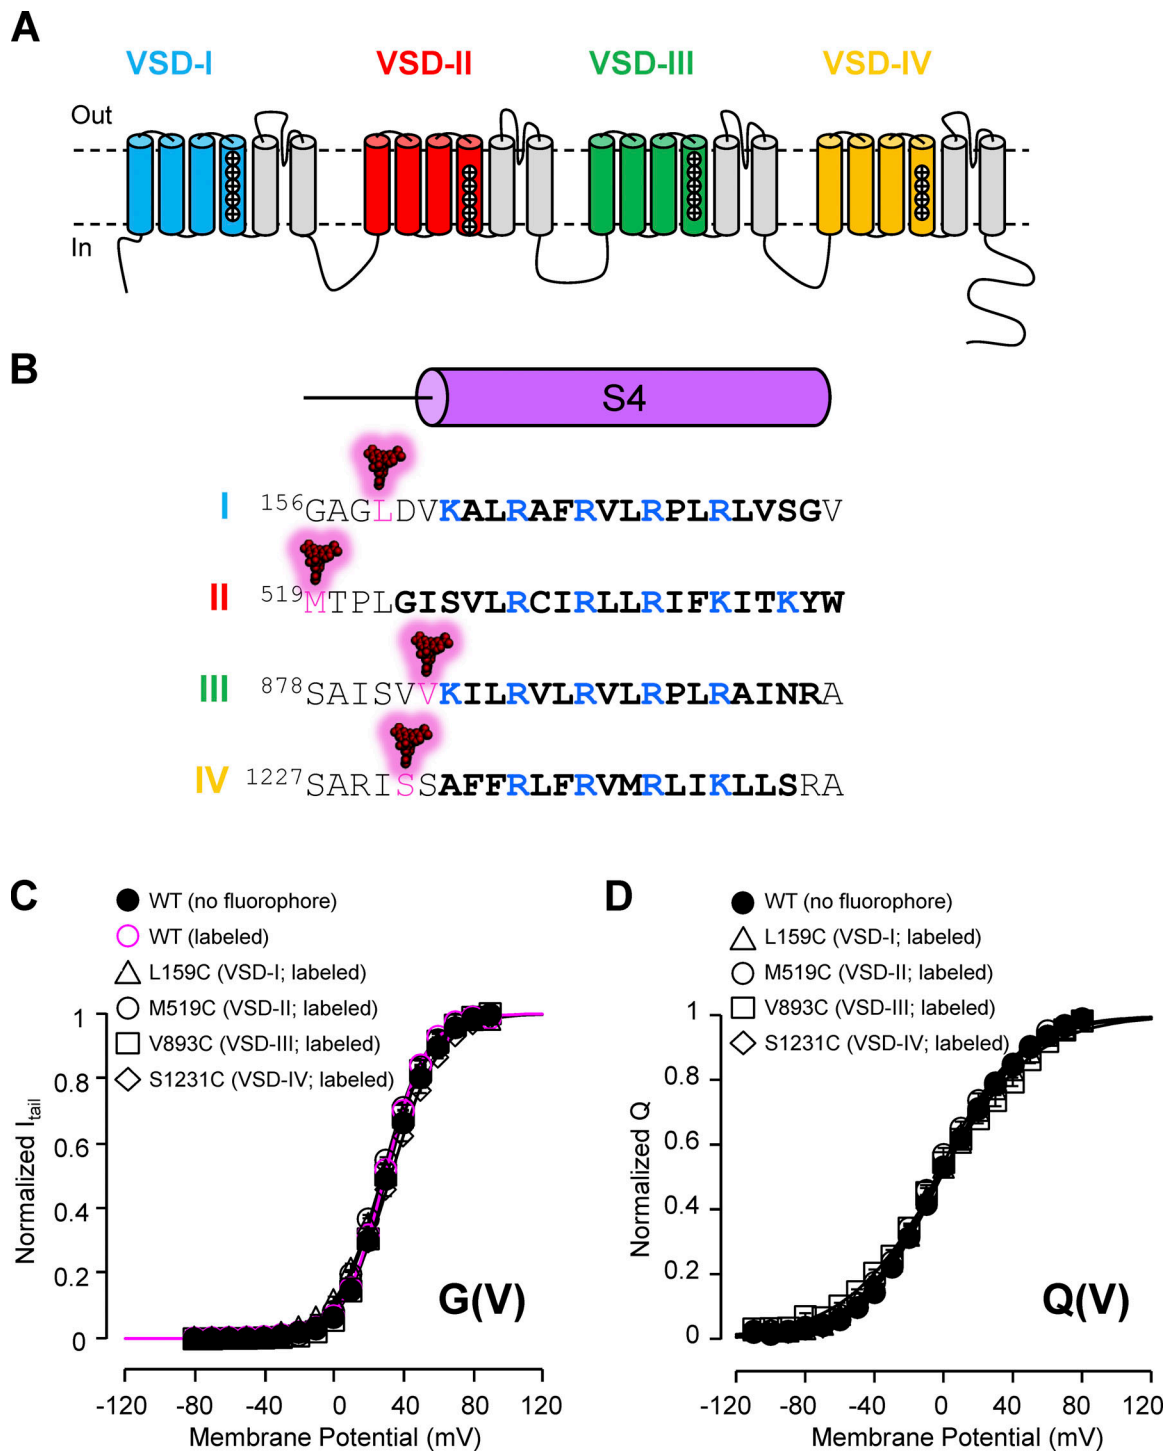 A
VSD-I VSD-II VSD-III VSD-IV
Out
In
B
S4
I 156GAGLDVKALRAFRVLRPLRLVSGV
II 519MTPLGISVLRCIRLLRIFKITKYW
III 878SAISVVKILRVLRVLRPLRAINRA
IV 1227SARISSAFFRLFRVMRLIKLLSRA
C
WT (no fluorophore)
WT (labeled)
L159C (VSD-I; labeled)
M519C (VSD-II; labeled)
V893C (VSD-III; labeled)
S1231C (VSD-IV; labeled)
Normalized Itail
1
0.8
0.6
0.4
0.2
0
G(V)
-120 -80 -40 0 40 80 120
Membrane Potential (mV)
D
WT (no fluorophore)
L159C (VSD-I; labeled)
M519C (VSD-II; labeled)
V893C (VSD-III; labeled)
S1231C (VSD-IV; labeled)
Normalized Q
1
0.8
0.6
0.4
0.2
0
Q(V)
-120 -80 -40 0 40 80 120
Membrane Potential (mV)